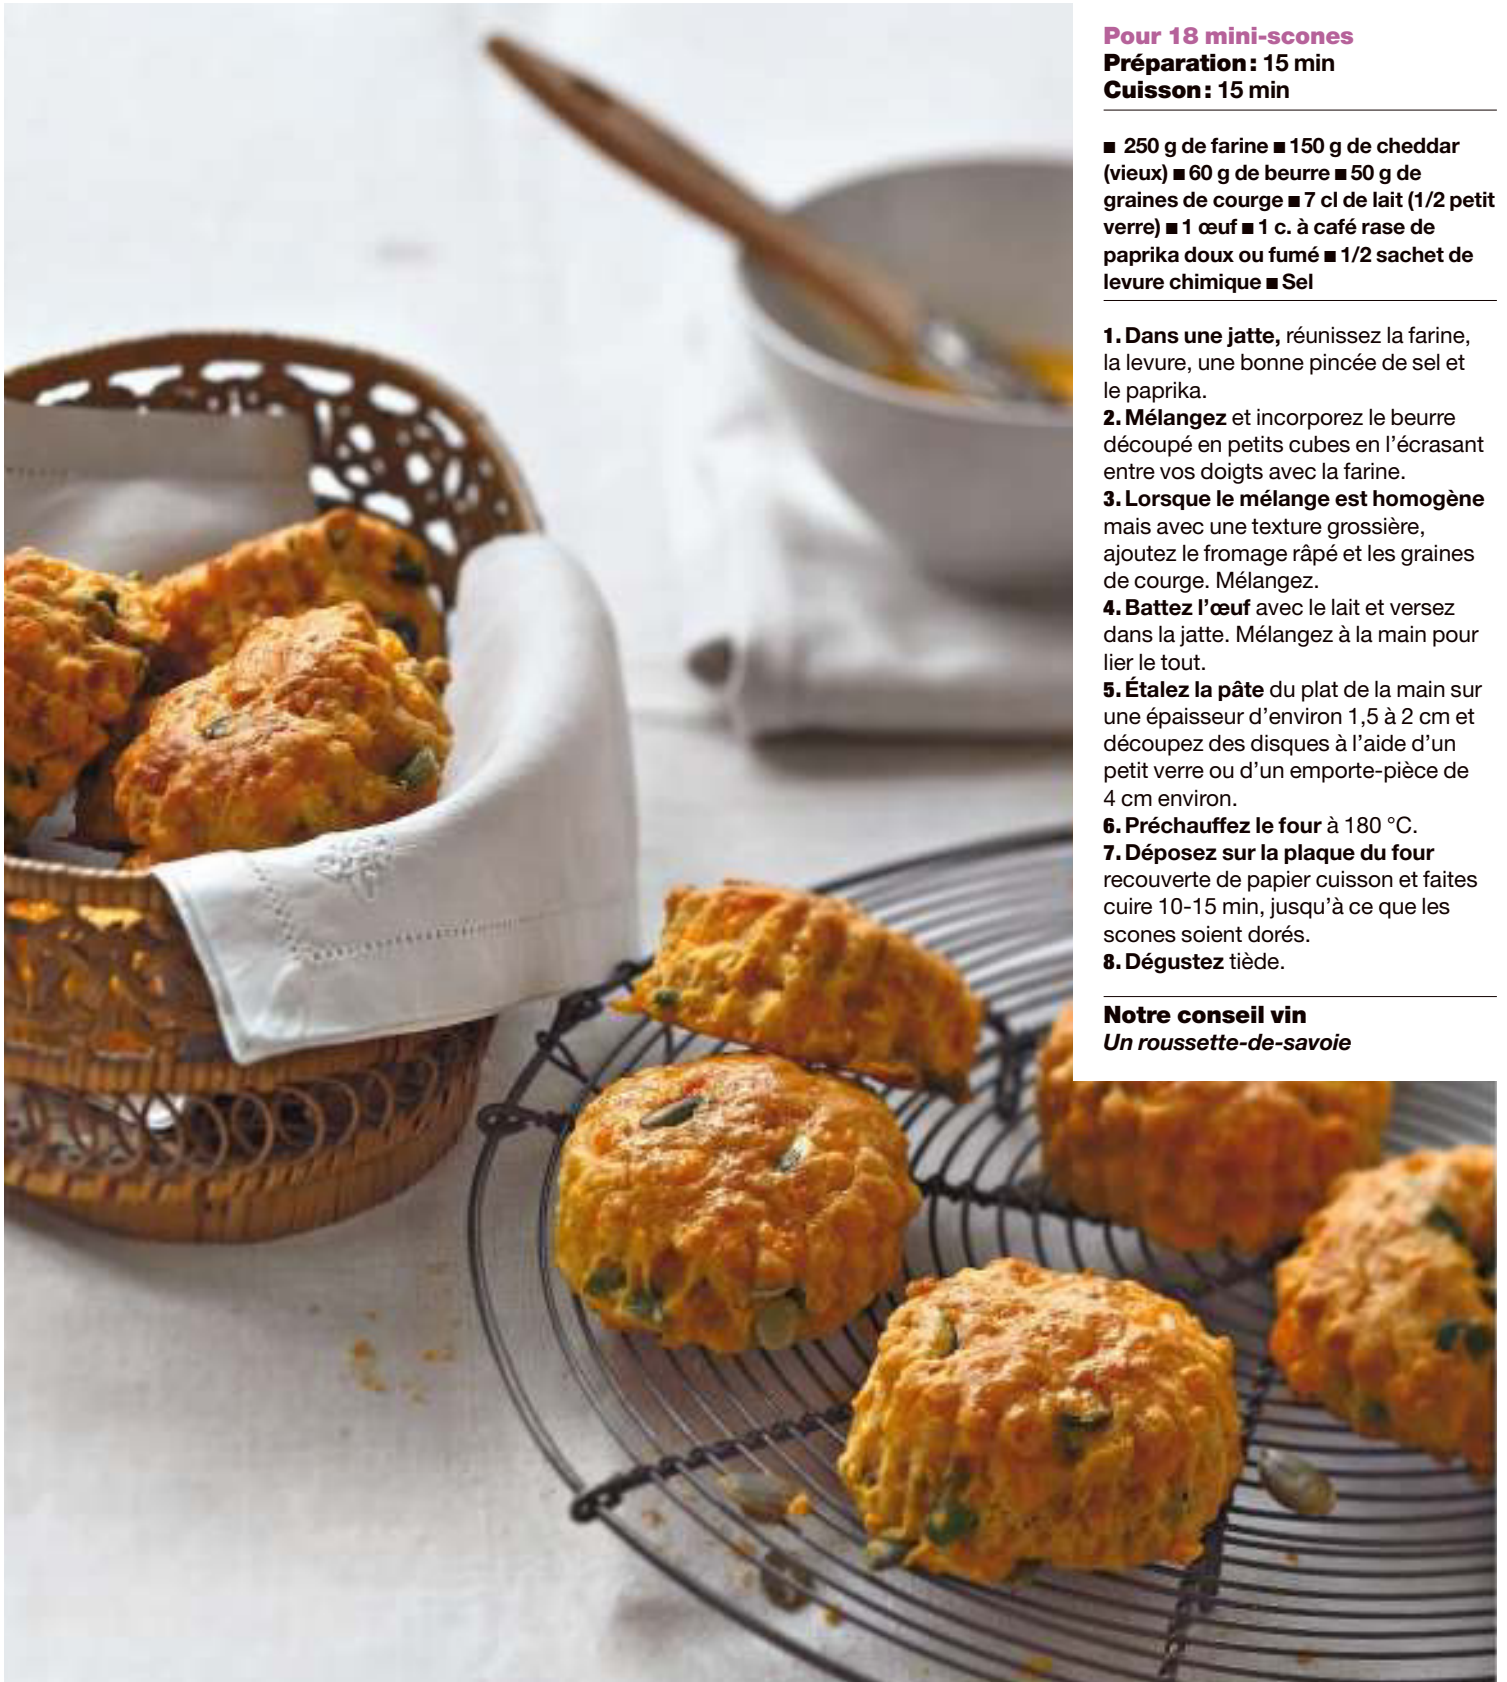 Pour 18 mini-scones
Préparation : 15 min
Cuisson : 15 min
■ 250 g de farine ■ 150 g de cheddar
(vieux) ■ 60 g de beurre ■ 50 g de
graines de courge ■ 7 cl de lait (1/2 petit
verre) ■ 1 œuf ■ 1 c. à café rase de
paprika doux ou fumé ■ 1/2 sachet de
levure chimique ■ Sel
1. Dans une jatte, réunissez la farine,
la levure, une bonne pincée de sel et
le paprika.
2. Mélangez et incorporez le beurre
découpé en petits cubes en l’écrasant
entre vos doigts avec la farine.
3. Lorsque le mélange est homogène
mais avec une texture grossière,
ajoutez le fromage râpé et les graines
de courge. Mélangez.
4. Battez l’œuf avec le lait et versez
dans la jatte. Mélangez à la main pour
lier le tout.
5. Étalez la pâte du plat de la main sur
une épaisseur d’environ 1,5 à 2 cm et
découpez des disques à l’aide d’un
petit verre ou d’un emporte-pièce de
4 cm environ.
6. Préchauffez le four à 180 °C.
7. Déposez sur la plaque du four
recouverte de papier cuisson et faites
cuire 10-15 min, jusqu’à ce que les
scones soient dorés.
8. Dégustez tiède.
Notre conseil vin
Un roussette-de-savoie